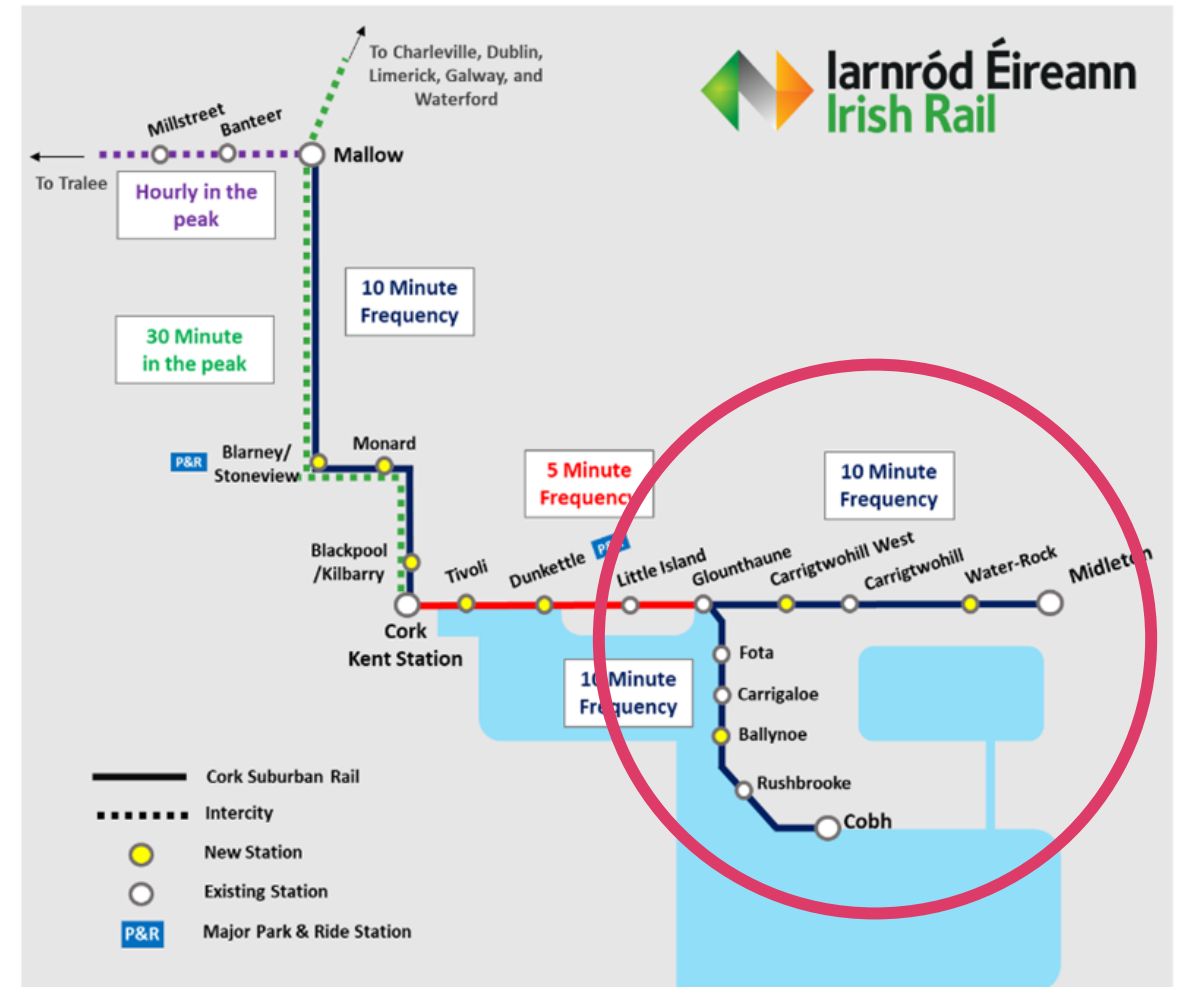 To Charleville, Dublin,
Limerick, Galway, and
Waterford
Iarnród Éireann
Irish Rail
Millstreet
Banteer
Mallow
To Tralee
Hourly in the
peak
10 Minute
Frequency
30 Minute
in the peak
P&R
Blarney/
Stoneview
Monard
5 Minute
Frequency
10 Minute
Frequency
Blackpool
/Kilbarry
Tivoli
Dunkettle
P&R
Little Island
Glounthaune
Carrigtwohill West
Carrigtwohill
Water-Rock
Midleton
Cork
Kent Station
10 Minute
Frequency
Fota
Carrigaloe
Ballynoe
Rushbrooke
Cobh
Cork Suburban Rail
Intercity
New Station
Existing Station
P&R
Major Park & Ride Station